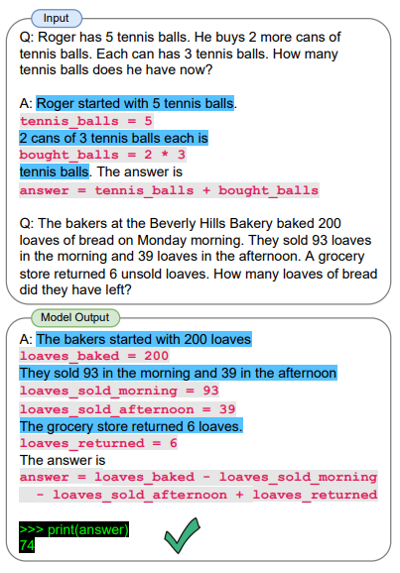 Input
Q: Roger has 5 tennis balls. He buys 2 more cans of
tennis balls. Each can has 3 tennis balls. How many
tennis balls does he have now?
A: Roger started with 5 tennis balls.
tennis_balls = 5
2 cans of 3 tennis balls each is
bought_balls = 2 * 3
tennis balls. The answer is
answer = tennis_balls + bought_balls
Q: The bakers at the Beverly Hills Bakery baked 200
loaves of bread on Monday morning. They sold 93 loaves
in the morning and 39 loaves in the afternoon. A grocery
store returned 6 unsold loaves. How many loaves of bread
did they have left?
Model Output
A: The bakers started with 200 loaves
loaves_baked = 200
They sold 93 in the morning and 39 in the afternoon
loaves_sold_morning = 93
loaves_sold_afternoon = 39
The grocery store returned 6 loaves.
loaves_returned = 6
The answer is
answer = loaves_baked - loaves_sold_morning
- loaves_sold_afternoon + loaves_returned
>>> print(answer)
74